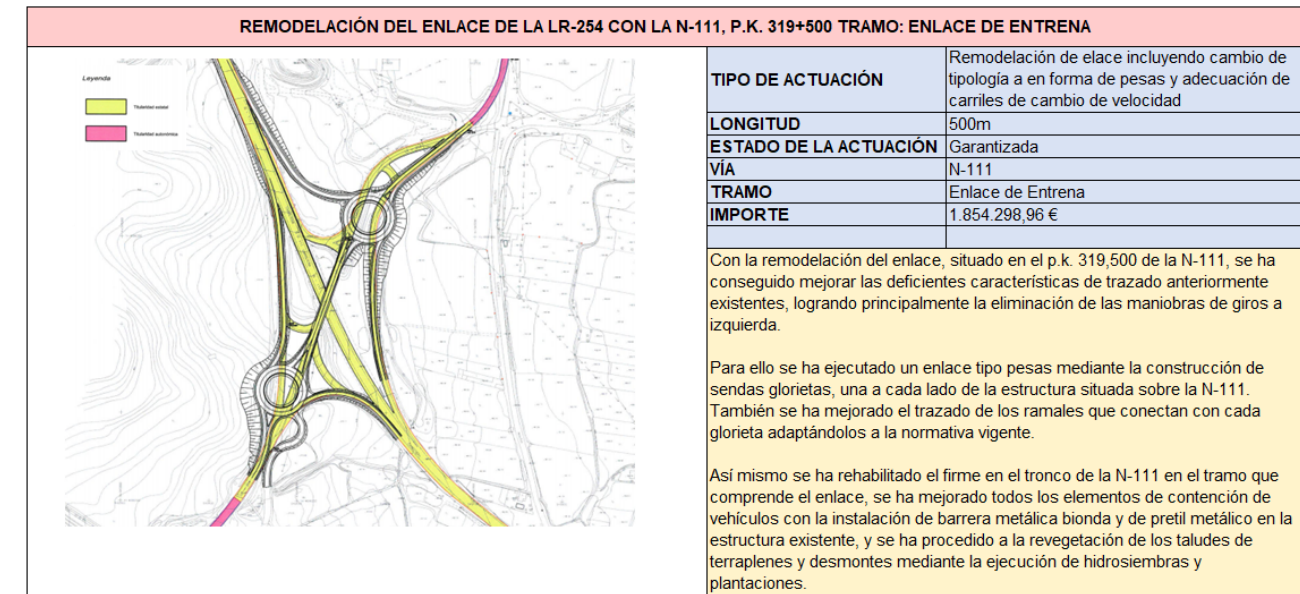 REMODELACIÓN DEL ENLACE DE LA LR-254 CON LA N-111, P.K. 319+500 TRAMO: ENLACE DE ENTRENA
Leyenda
Titularidad estatal
Titularidad autonómica
TIPO DE ACTUACIÓN
Remodelación de elace incluyendo cambio de
tipología a en forma de pesas y adecuación de
carriles de cambio de velocidad
LONGITUD
500m
ESTADO DE LA ACTUACIÓN
Garantizada
VÍA
N-111
TRAMO
Enlace de Entrena
IMPORTE
1.854.298,96 €
Con la remodelación del enlace, situado en el p.k. 319,500 de la N-111, se ha
conseguido mejorar las deficientes características de trazado anteriormente
existentes, logrando principalmente la eliminación de las maniobras de giros a
izquierda.
Para ello se ha ejecutado un enlace tipo pesas mediante la construcción de
sendas glorietas, una a cada lado de la estructura situada sobre la N-111.
También se ha mejorado el trazado de los ramales que conectan con cada
glorieta adaptándolos a la normativa vigente.
Así mismo se ha rehabilitado el firme en el tronco de la N-111 en el tramo que
comprende el enlace, se ha mejorado todos los elementos de contención de
vehículos con la instalación de barrera metálica bionda y de pretil metálico en la
estructura existente, y se ha procedido a la revegetación de los taludes de
terraplenes y desmontes mediante la ejecución de hidrosiembras y
plantaciones.